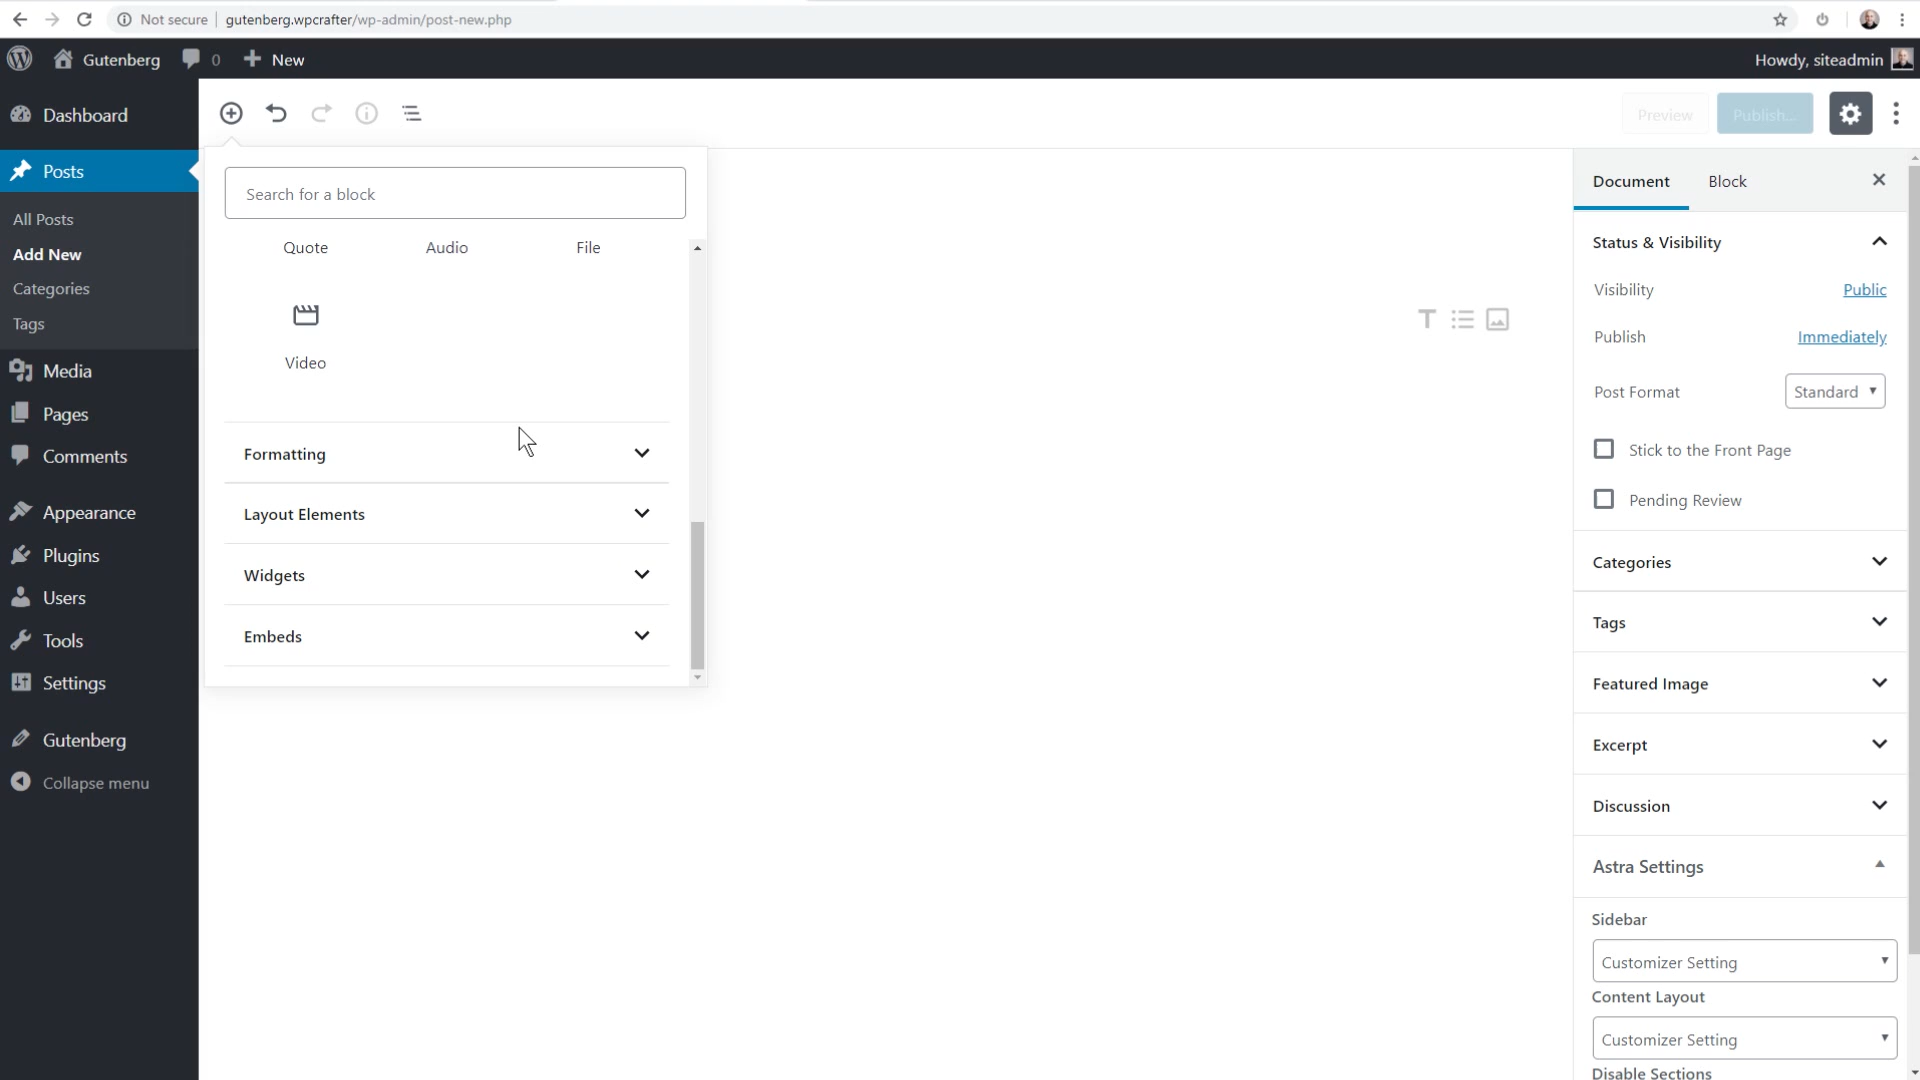 Not secure gutenberg.wpcrafter/wp-admin/post-new.php
Gutenberg 0 New Howdy, siteadmin
Dashboard
Posts
All Posts
Add New
Categories
Tags
Media
Pages
Comments
Appearance
Plugins
Users
Tools
Settings
Gutenberg
Collapse menu
Preview Publish...
Search for a block
Quote Audio File
Video
Formatting
Layout Elements
Widgets
Embeds
Document Block
Status & Visibility
Visibility Public
Publish Immediately
Post Format Standard
Stick to the Front Page
Pending Review
Categories
Tags
Featured Image
Excerpt
Discussion
Astra Settings
Sidebar
Customizer Setting
Content Layout
Customizer Setting
Disable Sections